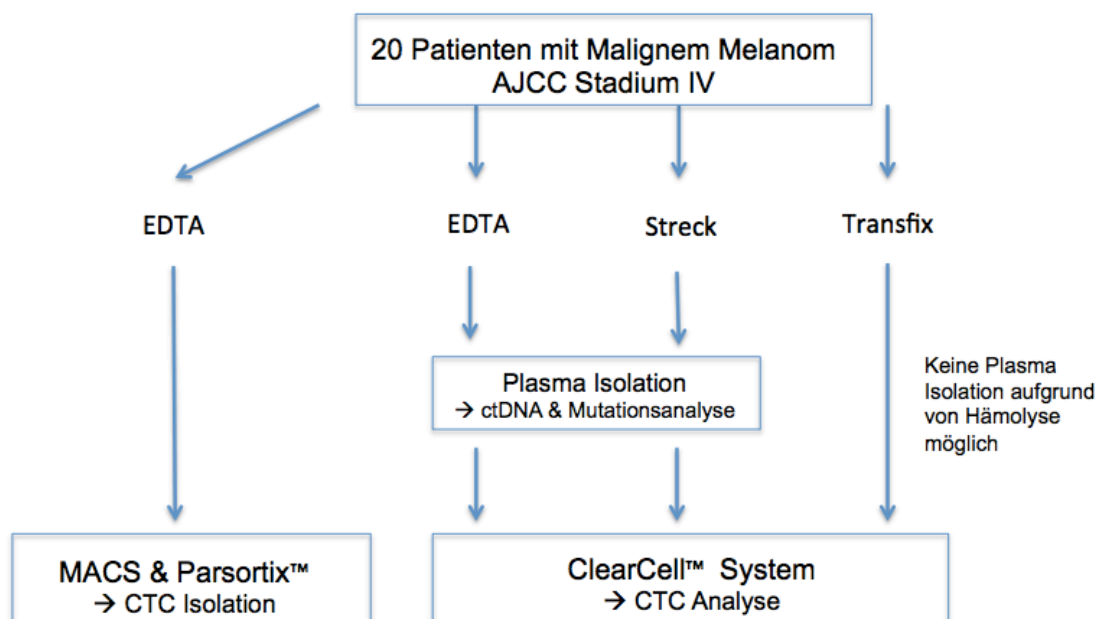 20 Patienten mit Malignem Melanom
AJCC Stadium IV
EDTA
EDTA
Streck
Transfix
Plasma Isolation
→ ctDNA & Mutationsanalyse
Keine Plasma
Isolation aufgrund
von Hämolyse
möglich
MACS & Parsortix™
→ CTC Isolation
ClearCell™ System
→ CTC Analyse